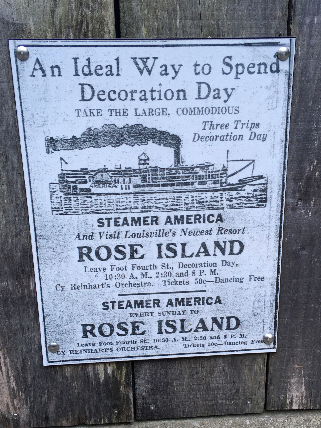 An Ideal Way to Spend
Decoration Day
TAKE THE LARGE, COMMODIOUS
Three Trips
Decoration Day
AMERICA
STEAMER AMERICA
And Visit Louisville's Newest Resort
ROSE ISLAND
Leave Foot Fourth St., Decoration Day,
10:30 A. M., 2:30 and 8 P. M.
Cy Reinhart's Orchestra. Tickets 50c—Dancing Free
STEAMER AMERICA
EVERY SUNDAY TO
ROSE ISLAND
Leave Foot Fourth St. 10:30 A. M., 2:30 and 8 P. M.
CY REINHART'S ORCHESTRA. Tickets 50c—Dancing Free